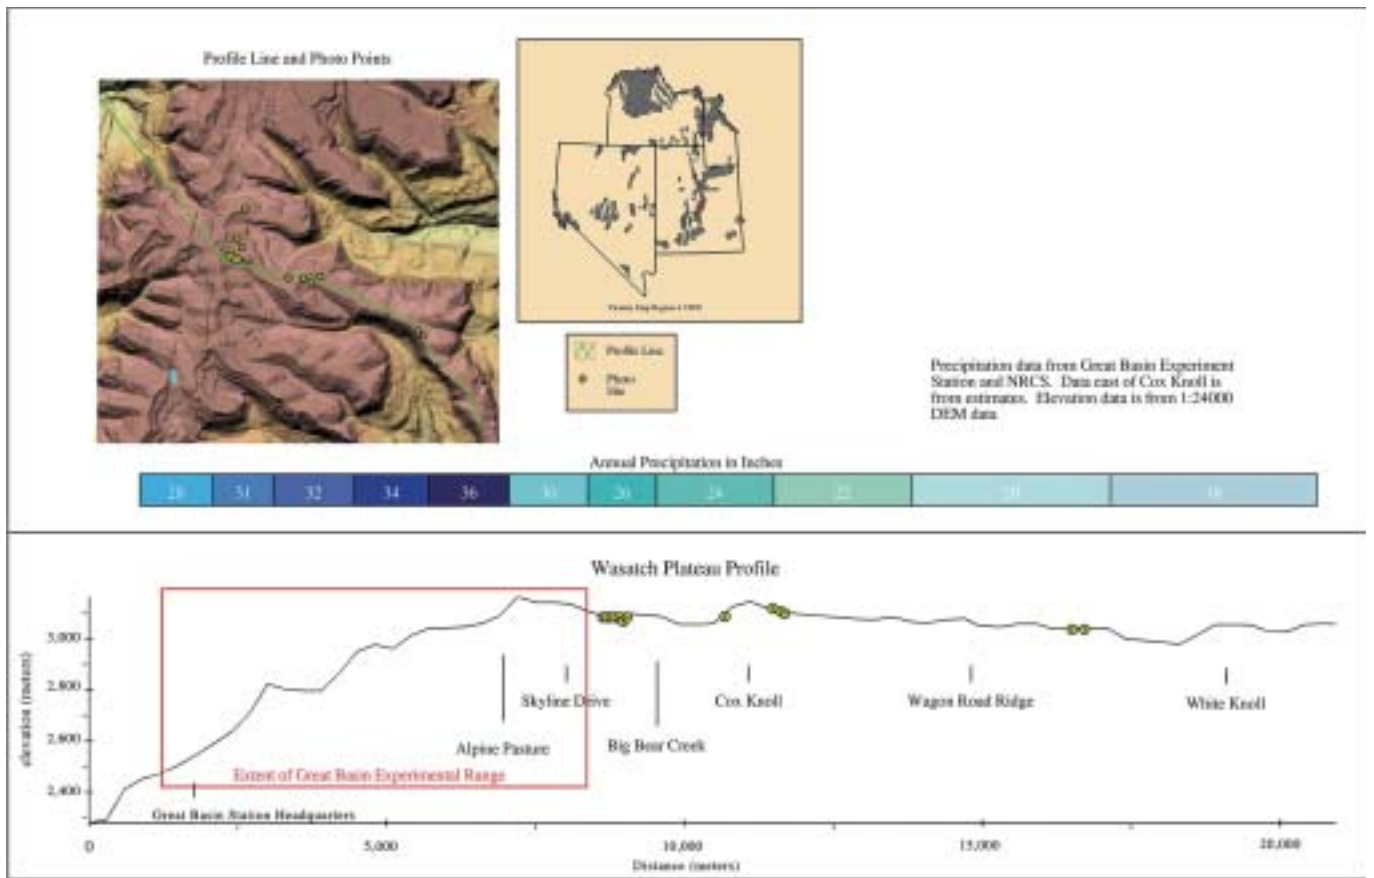 Profile Line and Photo Points
Profile Line
Photo
Site
Precipitation data from Great Basin Experiment
Station and NRCS. Data east of Cox Knoll is
from estimates. Elevation data is from 1:24000
DEM data
Annual Precipitation in Inches
31 32 34 36 24 22
Wasatch Plateau Profile
elevation (meters)
3,000
2,800
2,600
2,400
Skyline Drive
Cox Knoll
Wagon Road Ridge
White Knoll
Alpine Pasture
Big Bear Creek
Extent of Great Basin Experimental Range
Great Basin Station Headquarters
0 5,000 10,000 15,000 20,000
Distance (meters)